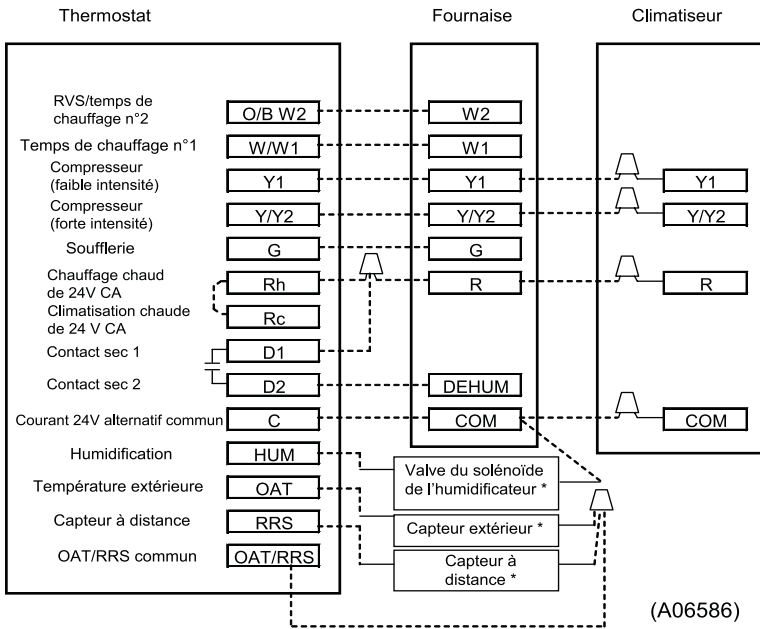 Thermostat
Fournaise
Climatiseur
RVS/temps de
chauffage n°2
O/B W2
W2
Temps de chauffage n°1
W/W1
W1
Compresseur
(faible intensité)
Y1
Y1
Y1
Compresseur
(forte intensité)
Y/Y2
Y/Y2
Y/Y2
Soufflerie
G
G
Chauffage chaud
de 24V CA
Rh
R
R
Climatisation chaude
de 24 V CA
Rc
Contact sec 1
D1
Contact sec 2
D2
DEHUM
Courant 24V alternatif commun
C
COM
COM
Humidification
HUM
Valve du solénoïde
de l'humidificateur *
Température extérieure
OAT
Capteur extérieur *
Capteur à distance
RRS
Capteur à
distance *
OAT/RRS commun
OAT/RRS
(A06586)